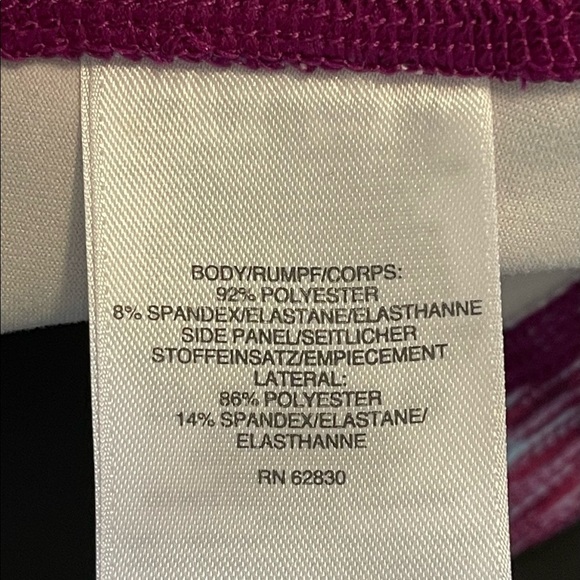 BODY/RUMPF/CORPS:
92% POLYESTER
8% SPANDEX/ELASTANE/ELASTHANNE
SIDE PANEL/SEITLICHER
STOFFEINSATZ/EMPIECEMENT
LATERAL:
86% POLYESTER
14% SPANDEX/ELASTANE/
ELASTHANNE
RN 62830